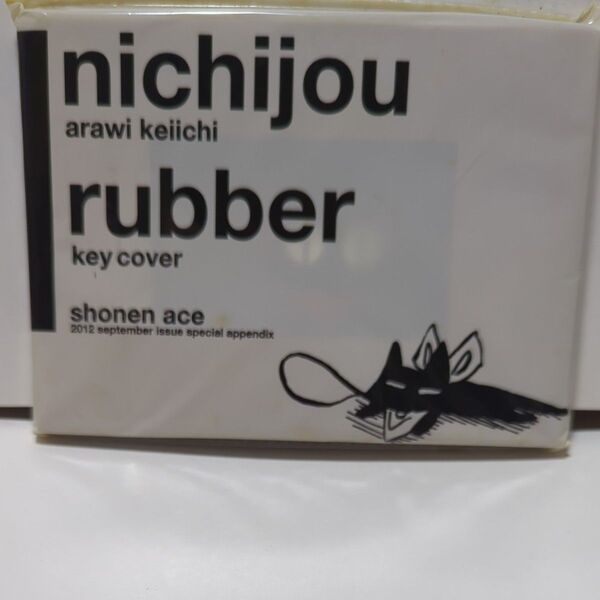 nichijou
arawi keiichi
rubber
key cover
shonen ace
2012 september issue special appendix